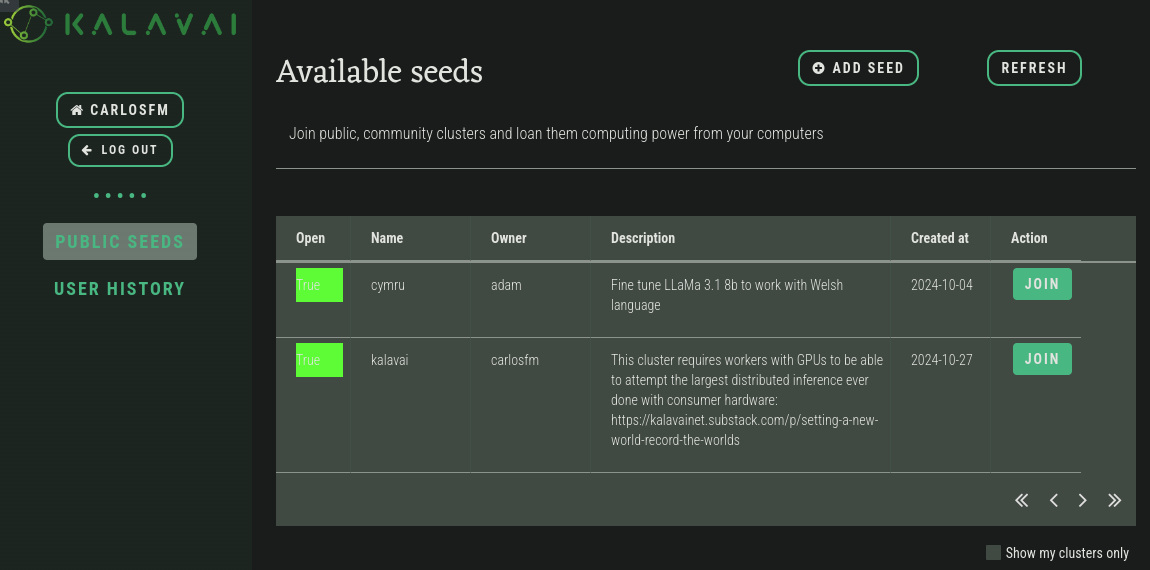 KALAVAI
CARLOSFM
LOG OUT
PUBLIC SEEDS
USER HISTORY
Available seeds
ADD SEED
REFRESH
Join public, community clusters and loan them computing power from your computers
Open Name Owner Description Created at Action
True cymru adam Fine tune LLaMa 3.1 8b to work with Welsh 2024-10-04 JOIN
language
True kalavai carlosfm This cluster requires workers with GPUs to be able 2024-10-27 JOIN
to attempt the largest distributed inference ever
done with consumer hardware:
https://kalavainet.substack.com/p/setting-a-new-
world-record-the-worlds
Show my clusters only